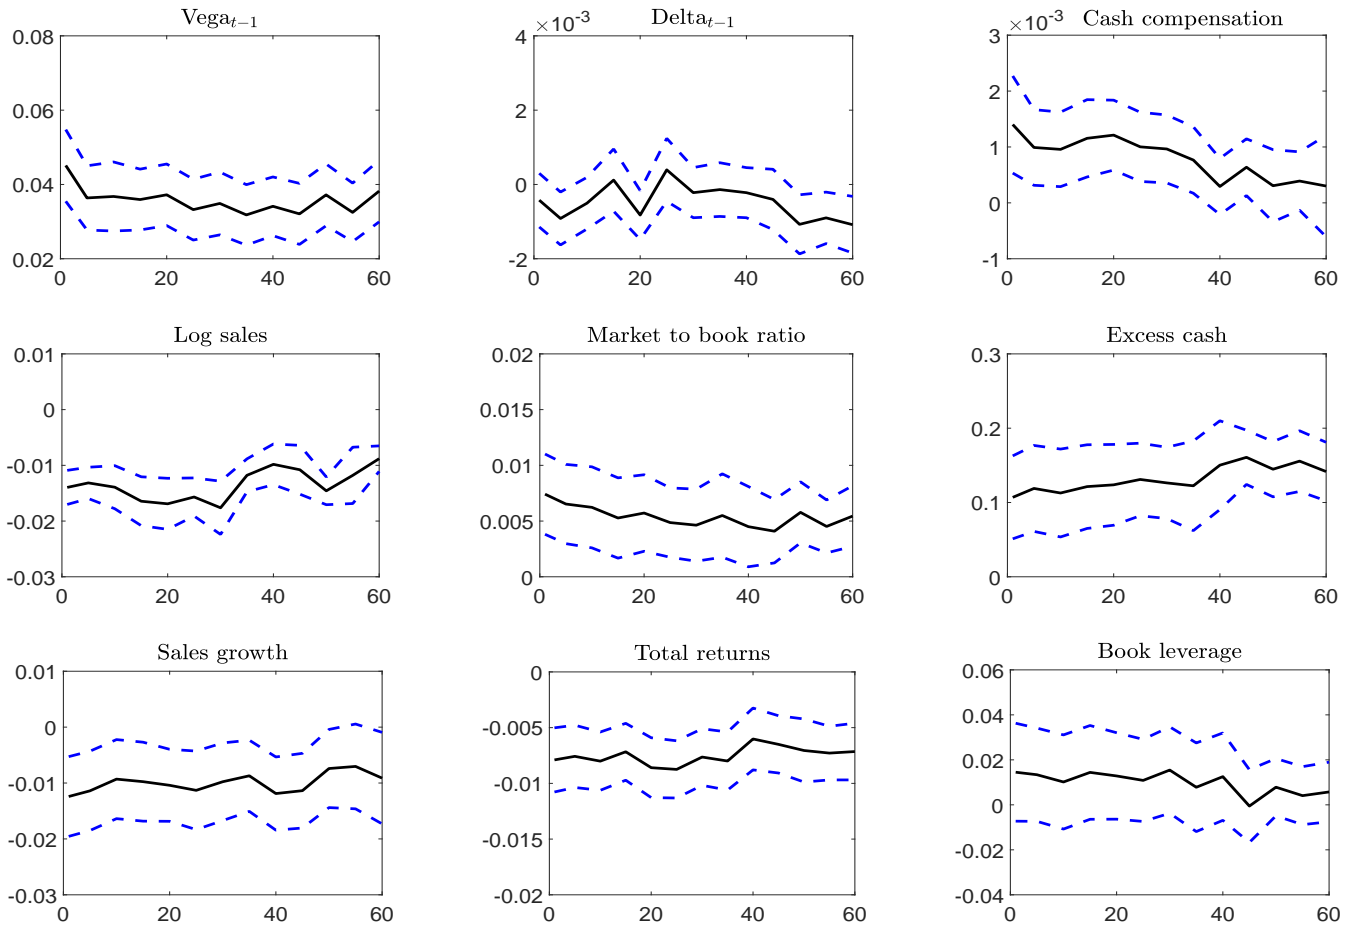 Vega_{t−1}
0.08
0.06
0.04
0.02
0 20 40 60
Delta_{t−1}
×10^{-3}
4
2
0
-2
0 20 40 60
Cash compensation
×10^{-3}
3
2
1
0
-1
0 20 40 60
Log sales
0.01
0
-0.01
-0.02
-0.03
0 20 40 60
Market to book ratio
0.02
0.015
0.01
0.005
0
0 20 40 60
Excess cash
0.3
0.2
0.1
0
0 20 40 60
Sales growth
0.01
0
-0.01
-0.02
-0.03
0 20 40 60
Total returns
0
-0.005
-0.01
-0.015
-0.02
0 20 40 60
Book leverage
0.06
0.04
0.02
0
-0.02
-0.04
0 20 40 60